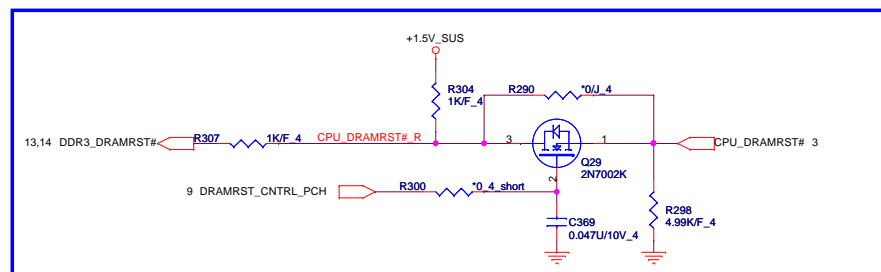 +1.5V_SUS
R304
1K/F_4
R290
*0/J_4
13,14 DDR3_DRAMRST#
R307
1K/F_4
CPU_DRAMRST#_R
3
1
CPU_DRAMRST# 3
Q29
2N7002K
2
9 DRAMRST_CNTRL_PCH
R300
*0_4_short
R298
4.99K/F_4
C369
0.047U/10V_4